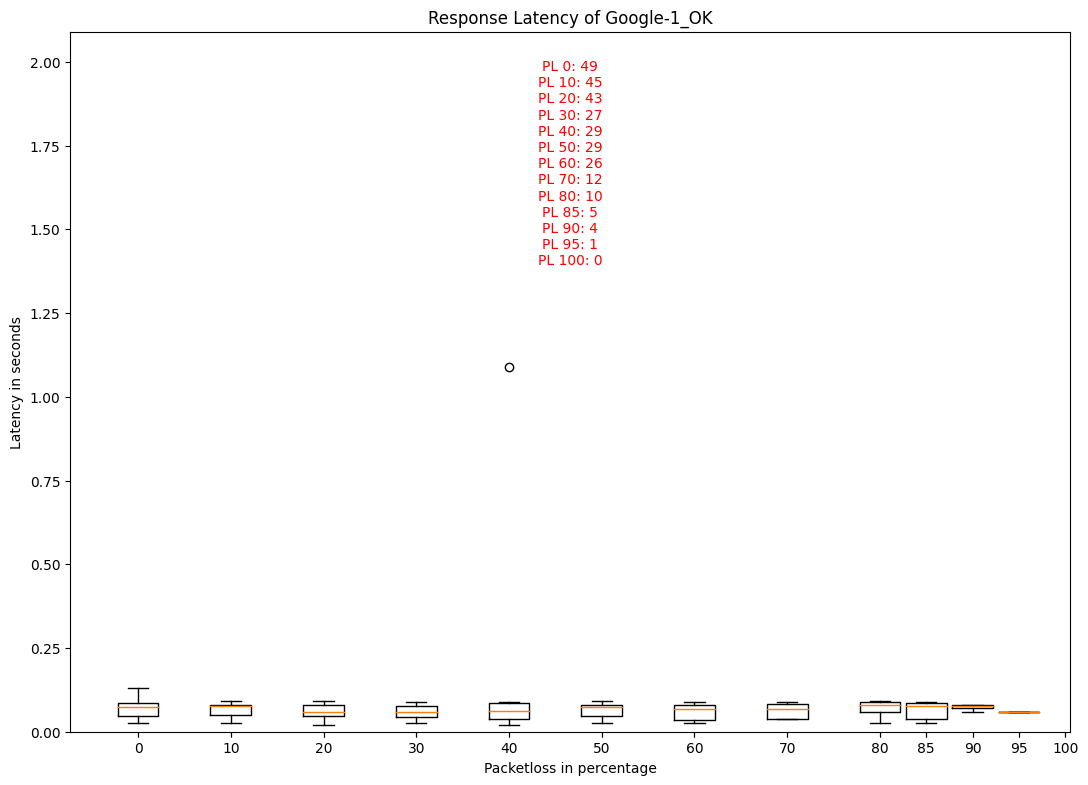 Response Latency of Google-1_OK
PL 0: 49
PL 10: 45
PL 20: 43
PL 30: 27
PL 40: 29
PL 50: 29
PL 60: 26
PL 70: 12
PL 80: 10
PL 85: 5
PL 90: 4
PL 95: 1
PL 100: 0
Latency in seconds
2.00
1.75
1.50
1.25
1.00
0.75
0.50
0.25
0.00
0 10 20 30 40 50 60 70 80 85 90 95 100
Packetloss in percentage